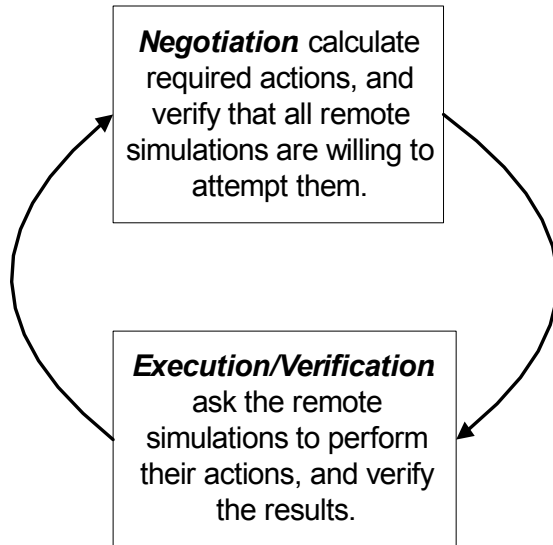 Negotiation calculate
required actions, and
verify that all remote
simulations are willing to
attempt them.
Execution/Verification
ask the remote
simulations to perform
their actions, and verify
the results.